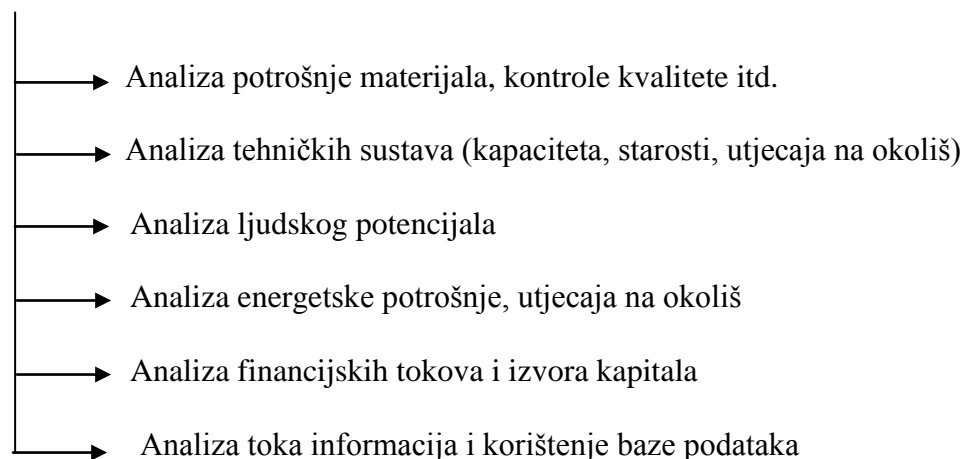 Analiza potrošnje materijala, kontrole kvalitete itd.
Analiza tehničkih sustava (kapaciteta, starosti, utjecaja na okoliš)
Analiza ljudskog potencijala
Analiza energetske potrošnje, utjecaja na okoliš
Analiza financijskih tokova i izvora kapitala
Analiza toka informacija i korištenje baze podataka